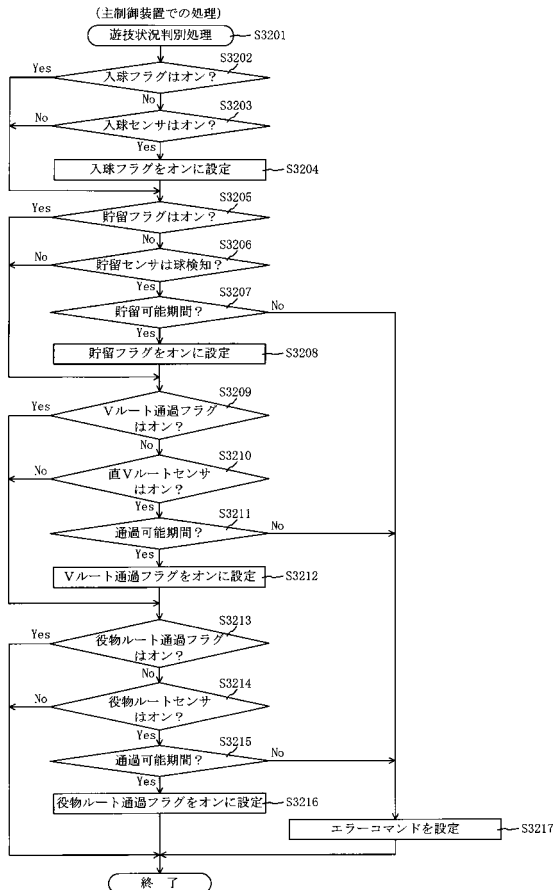 (主制御装置での処理)
遊技状況判別処理
S3201
S3202
Yes
入球フラグはオン?
No
S3203
No
入球センサはオン?
Yes
入球フラグをオンに設定
S3204
S3205
Yes
貯留フラグはオン?
No
S3206
No
貯留センサは球検知?
Yes
S3207
No
貯留可能期間?
Yes
貯留フラグをオンに設定
S3208
S3209
Yes
Vルート通過フラグ
はオン?
No
S3210
No
直Vルートセンサ
はオン?
Yes
S3211
No
通過可能期間?
Yes
Vルート通過フラグをオンに設定
S3212
S3213
Yes
役物ルート通過フラグ
はオン?
No
S3214
No
役物ルートセンサ
はオン?
Yes
S3215
No
通過可能期間?
Yes
役物ルート通過フラグをオンに設定
S3216
エラーコマンドを設定
S3217
終 了